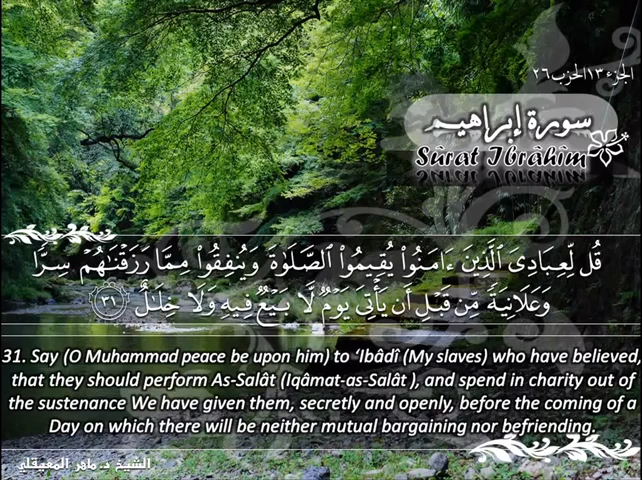 الجزء ١٣ الحزب ٢٦
سورة إبراهيم
Sûrat Ibrâhîm
قُل لِّعِبَادِىَ ٱلَّذِينَ ءَامَنُوا۟ يُقِيمُوا۟ ٱلصَّلَوٰةَ وَيُنفِقُوا۟ مِمَّا رَزَقْنَـٰهُمْ سِرًّا
وَعَلَانِيَةً مِّن قَبْلِ أَن يَأْتِىَ يَوْمٌ لَّا بَيْعٌ فِيهِ وَلَا خِلَـٰلٌ ٣١
31. Say (O Muhammad peace be upon him) to ‘Ibâdî (My slaves) who have believed,
that they should perform As-Salât (Iqâmat-as-Salât ), and spend in charity out of
the sustenance We have given them, secretly and openly, before the coming of a
Day on which there will be neither mutual bargaining nor befriending.
الشيخ د. ماهر المعيقلي